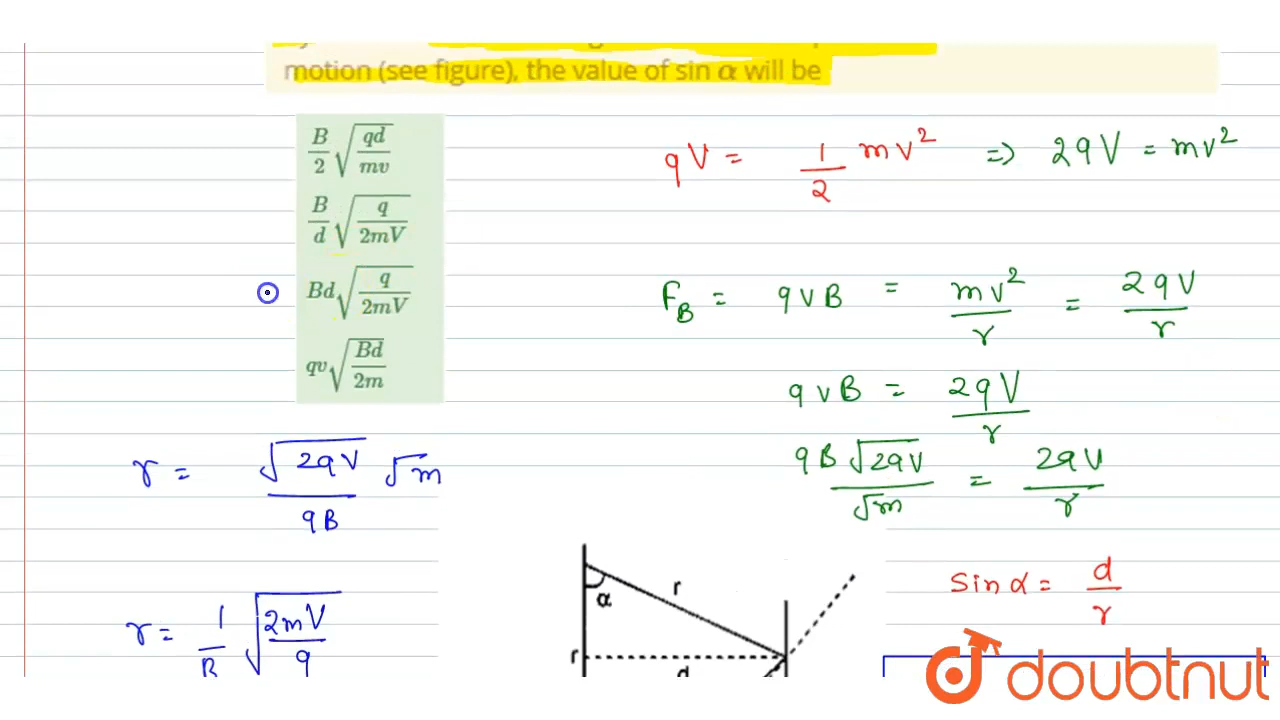 motion (see figure), the value of sin α will be
B/2 √(qd/mv)
B/d √(q/2mV)
Bd √(q/2mV)
qv √(Bd/2m)
qV = 1/2 mv² => 2qV = mv²
F_B = qvB = mv²/r = 2qV/r
qvB = 2qV/r
qB √2qV / √m = 2qV/r
r = √2qV √m / qB
r = 1/B √(2mV/q)
Sin α = d/r
α
r
r
d
doubtnut